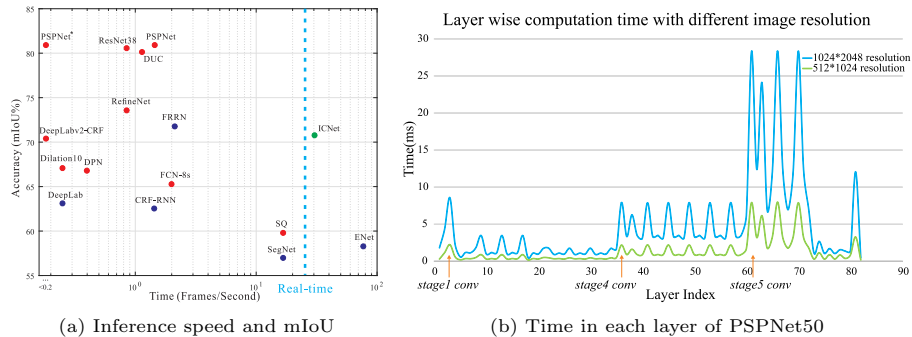 85
80
75
70
65
60
55
Accuracy (mIoU%)
PSPNet*
ResNet38
PSPNet
DUC
RefineNet
FRRN
ICNet
DeepLabv2-CRF
Dilation10
DPN
FCN-8s
DeepLab
CRF-RNN
SQ
SegNet
ENet
-0.2
10^0
10^1
10^2
Time (Frames/Second)
Real-time
(a) Inference speed and mIoU
Layer wise computation time with different image resolution
1024*2048 resolution
512*1024 resolution
30
25
20
15
10
5
0
Time(ms)
0 10 20 30 40 50 60 70 80 90
stage1 conv
stage4 conv
stage5 conv
Layer Index
(b) Time in each layer of PSPNet50